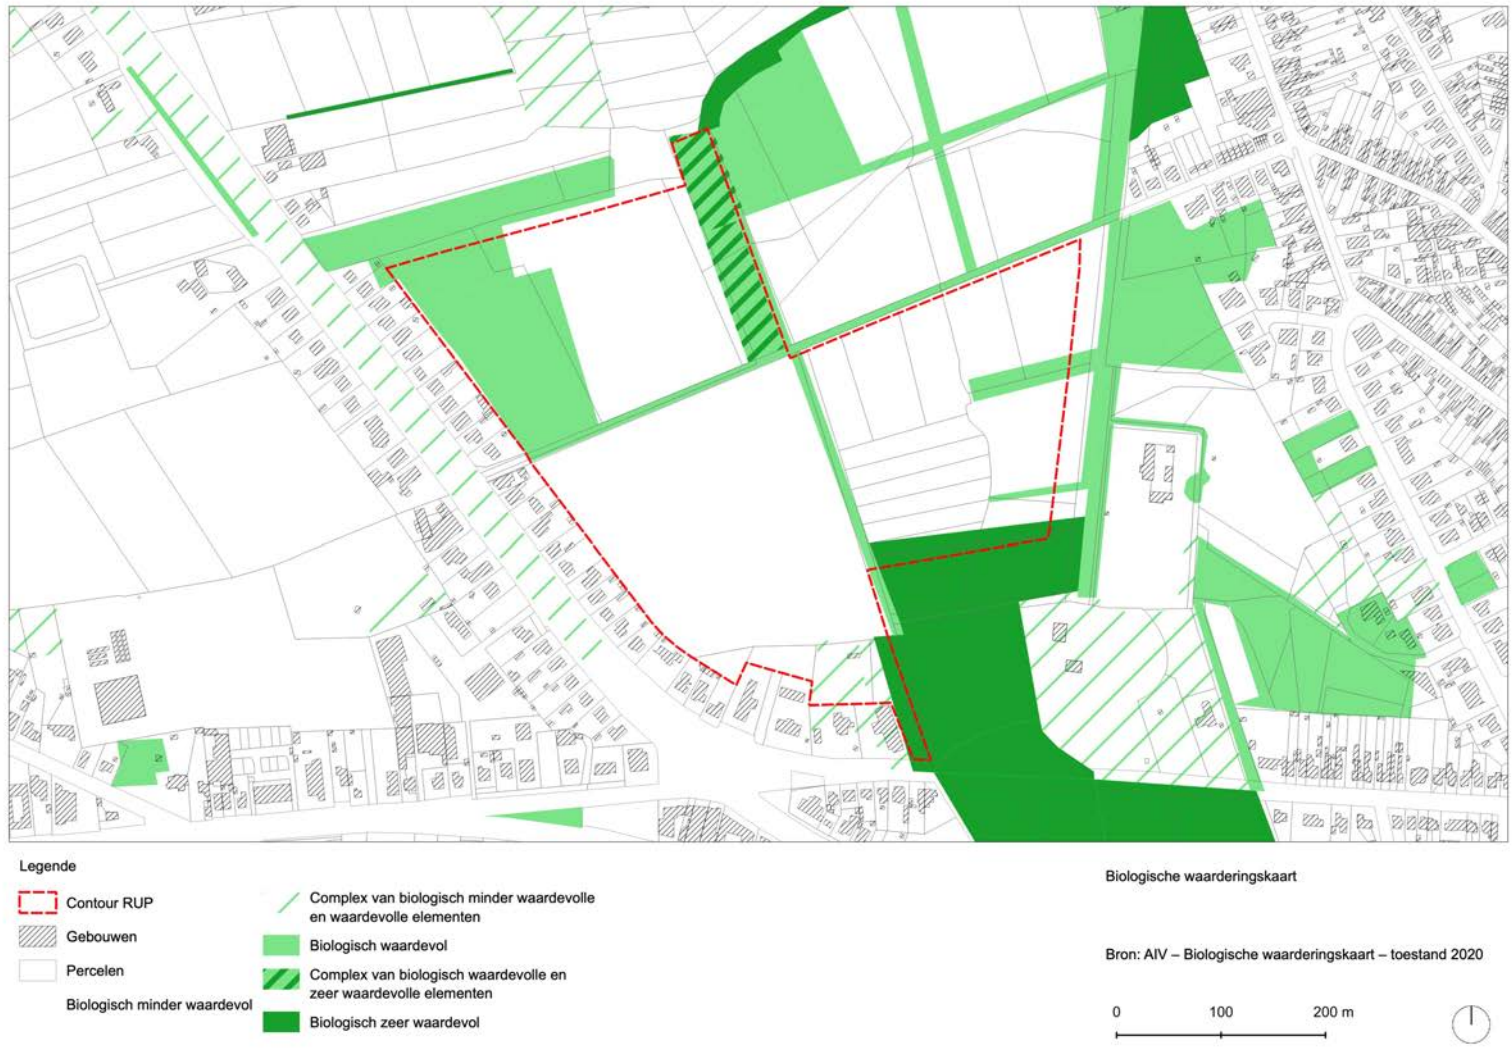 Legende
Contour RUP
Gebouwen
Percelen
Biologisch minder waardevol
Complex van biologisch minder waardevolle
en waardevolle elementen
Biologisch waardevol
Complex van biologisch waardevolle en
zeer waardevolle elementen
Biologisch zeer waardevol
Biologische waarderingskaart
Bron: AIV – Biologische waarderingskaart – toestand 2020
0 100 200 m